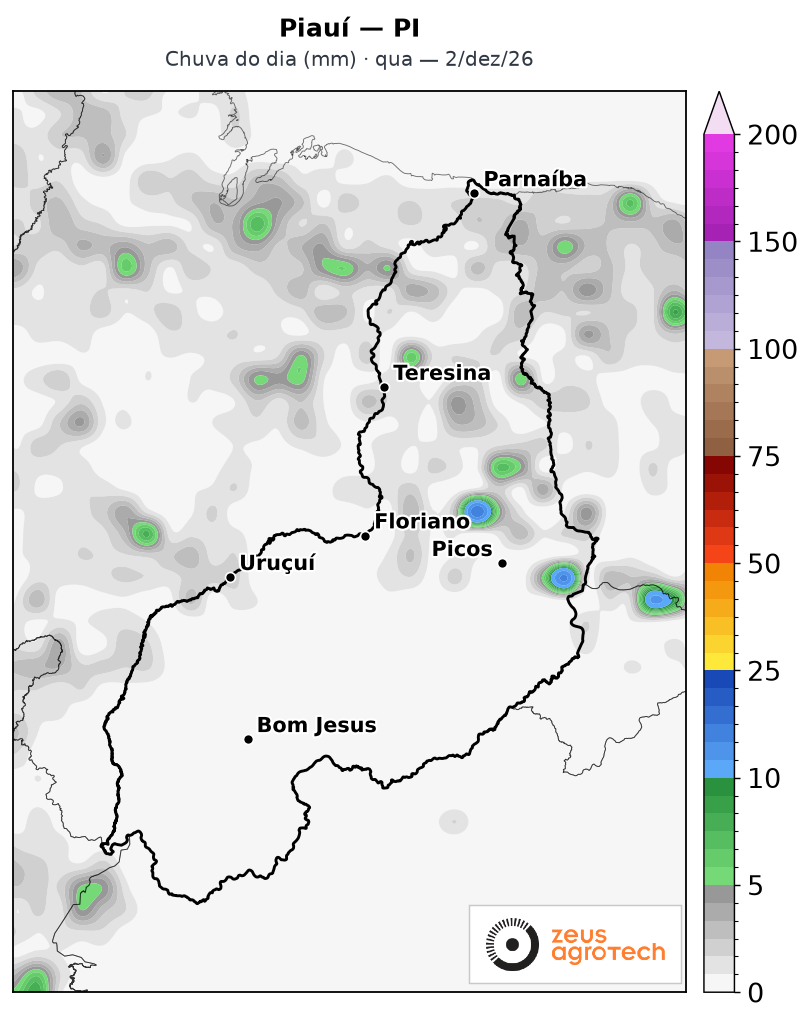 Piauí — PI
Chuva do dia (mm) · qua — 2/dez/26
Parnaíba
Teresina
Floriano
Picos
Uruçuí
Bom Jesus
200
150
100
75
50
25
10
5
0
zeus
agrotech